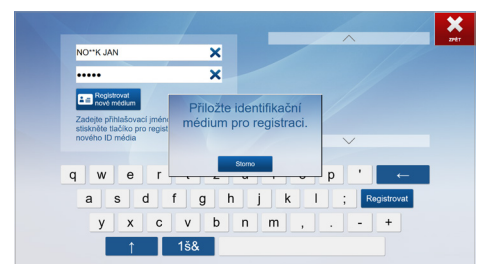 ZPĚT
NO**K JAN
•••••
Registrovat
nové médium
Zadejte přihlašovací jméno
stiskněte tlačíko pro regist
nového ID média
Přiložte identifikační
médium pro registraci.
Storno
q w e r p ' ←
a s d f g h j k l ; Registrovat
y x c v b n m , . - +
↑ 1š&